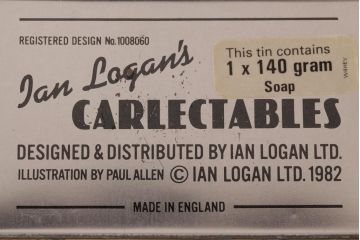 REGISTERED DESIGN No. 1008060
This tin contains
1 x 140 gram
Soap
Ian Logan's
CARLECTABLES
DESIGNED & DISTRIBUTED BY IAN LOGAN LTD.
ILLUSTRATION BY PAUL ALLEN © IAN LOGAN LTD. 1982
MADE IN ENGLAND